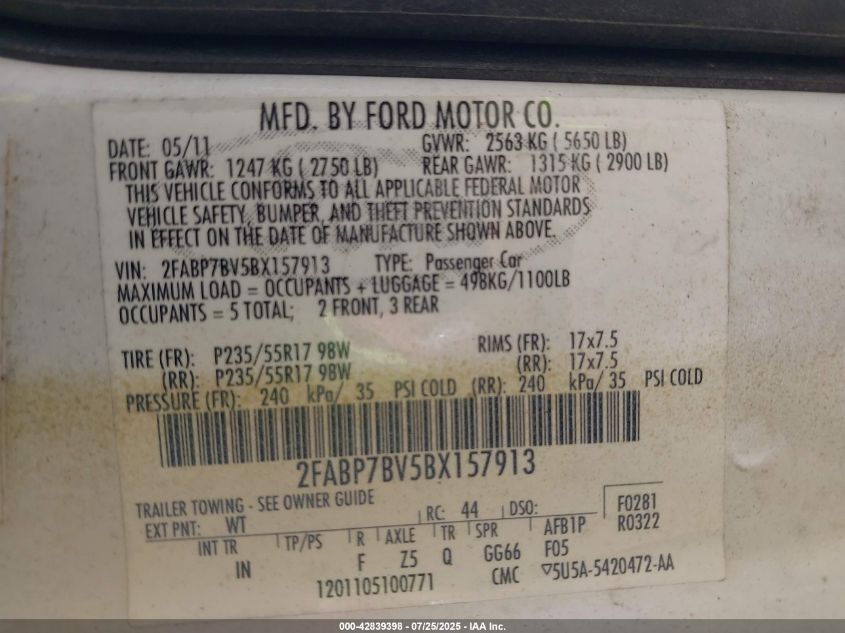 MFD. BY FORD MOTOR CO.
DATE: 05/11 GVWR: 2563 KG ( 5650 LB)
FRONT GAWR: 1247 KG ( 2750 LB) REAR GAWR: 1315 KG ( 2900 LB)
THIS VEHICLE CONFORMS TO ALL APPLICABLE FEDERAL MOTOR
VEHICLE SAFETY, BUMPER, AND THEFT PREVENTION STANDARDS
IN EFFECT ON THE DATE OF MANUFACTURE SHOWN ABOVE.
VIN: 2FABP7BV5BX157913 TYPE: Passenger Car
MAXIMUM LOAD = OCCUPANTS + LUGGAGE = 498KG/1100LB
OCCUPANTS = 5 TOTAL; 2 FRONT, 3 REAR
TIRE (FR): P235/55R17 98W RIMS (FR): 17x7.5
(RR): P235/55R17 98W (RR): 17x7.5
PRESSURE (FR): 240 kPa/ 35 PSI COLD (RR): 240 kPa/ 35 PSI COLD
2FABP7BV5BX157913
TRAILER TOWING - SEE OWNER GUIDE
EXT PNT: WT RC: 44 DSO: F0281
R0322
INT TR TP/PS R AXLE TR SPR AFB1P
IN F Z5 Q GG66 F05
1201105100771 CMC ▽5U5A-5420472-AA
000-42839398 - 07/25/2025 - IAA Inc.